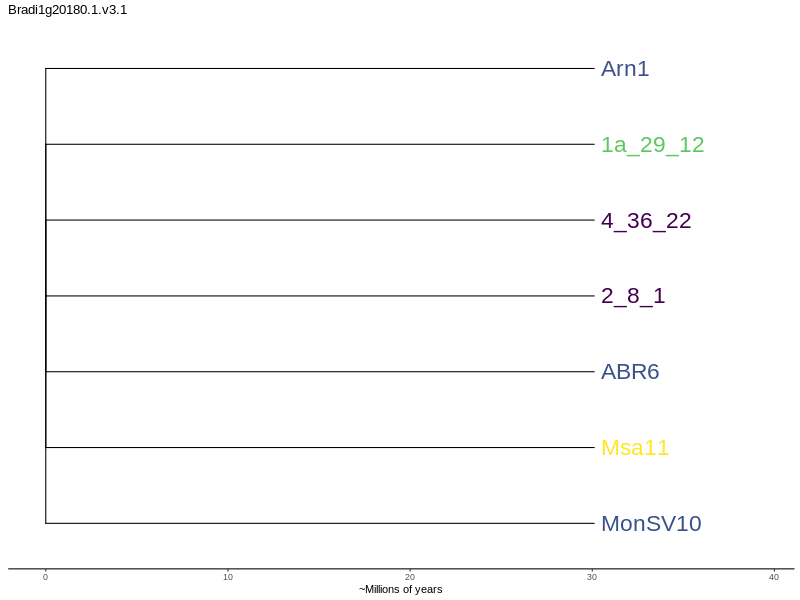 Bradi1g20180.1.v3.1
Arn1
1a_29_12
4_36_22
2_8_1
ABR6
Msa11
MonSV10
0 10 20 30 40
~Millions of years